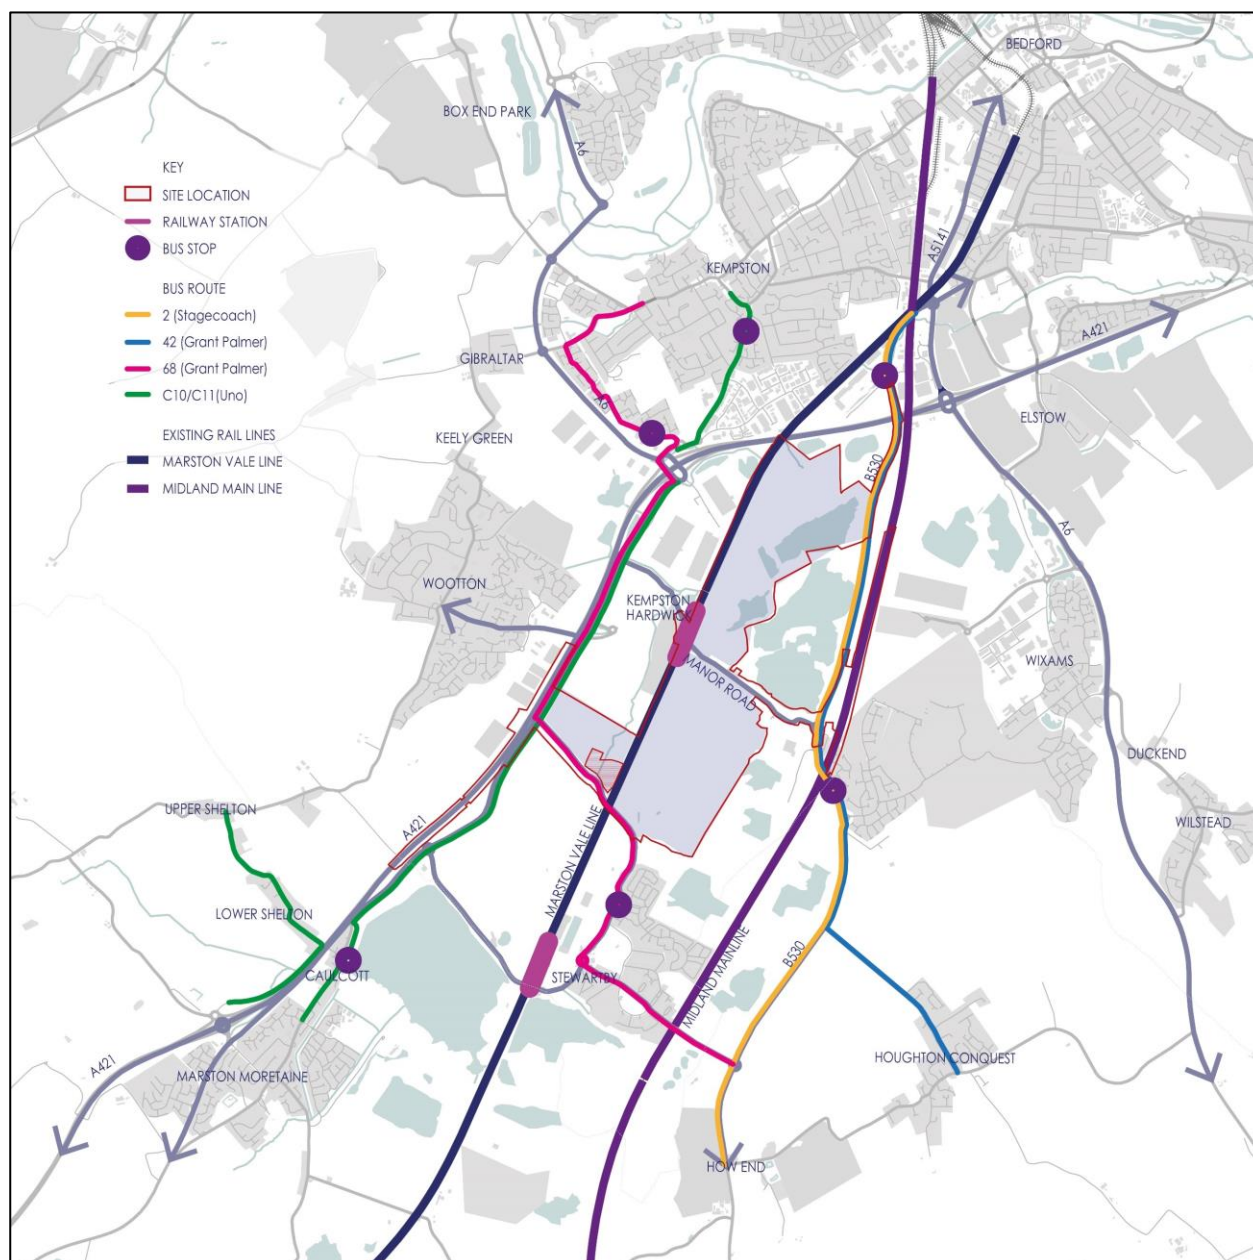 BEDFORD
BOX END PARK
A6
KEY
SITE LOCATION
RAILWAY STATION
BUS STOP
BUS ROUTE
2 (Stagecoach)
42 (Grant Palmer)
68 (Grant Palmer)
C10/C11(Uno)
EXISTING RAIL LINES
MARSTON VALE LINE
MIDLAND MAIN LINE
KEMPSTON
A5141
A421
GIBRALTAR
A6
ELSTOW
KEELY GREEN
B530
A6
WOOTTON
KEMPSTON
HARDWICK
MANOR ROAD
WIXAMS
DUCKEND
UPPER SHELTON
A421
MARSTON VALE LINE
WILSTEAD
LOWER SHELTON
CAULCOTT
STEWARTBY
MIDLAND MAINLINE
B530
A421
MARSTON MORETAINE
HOUGHTON CONQUEST
HOW END